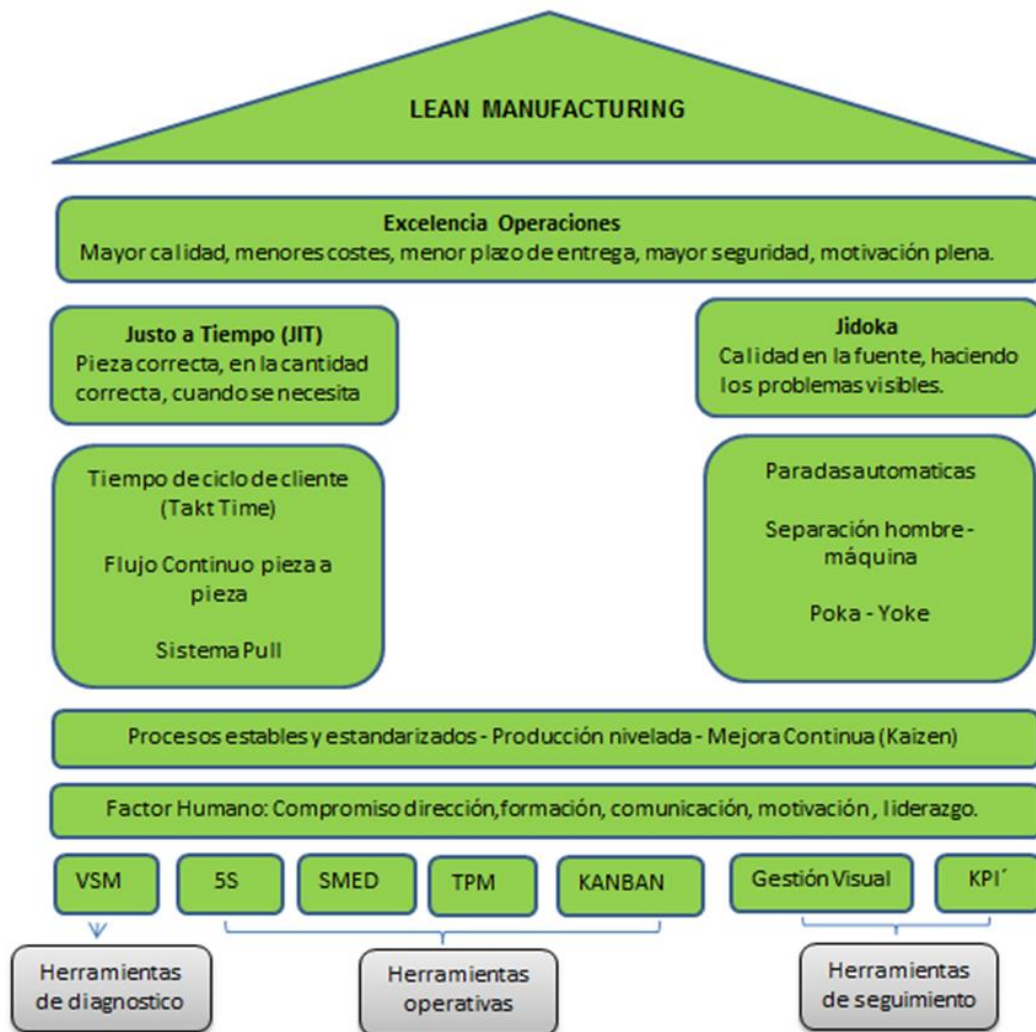 LEAN MANUFACTURING
Excelencia Operaciones
Mayor calidad, menores costes, menor plazo de entrega, mayor seguridad, motivación plena.
Justo a Tiempo (JIT)
Pieza correcta, en la cantidad
correcta, cuando se necesita
Jidoka
Calidad en la fuente, haciendo
los problemas visibles.
Tiempo de ciclo de cliente
(Takt Time)
Flujo Continuo pieza a
pieza
Sistema Pull
Paradas automaticas
Separación hombre-
máquina
Poka - Yoke
Procesos estables y estandarizados - Producción nivelada - Mejora Continua (Kaizen)
Factor Humano: Compromiso dirección,formación, comunicación, motivación , liderazgo.
VSM
5S
SMED
TPM
KANBAN
Gestión Visual
KPI´
Herramientas
de diagnostico
Herramientas
operativas
Herramientas
de seguimiento